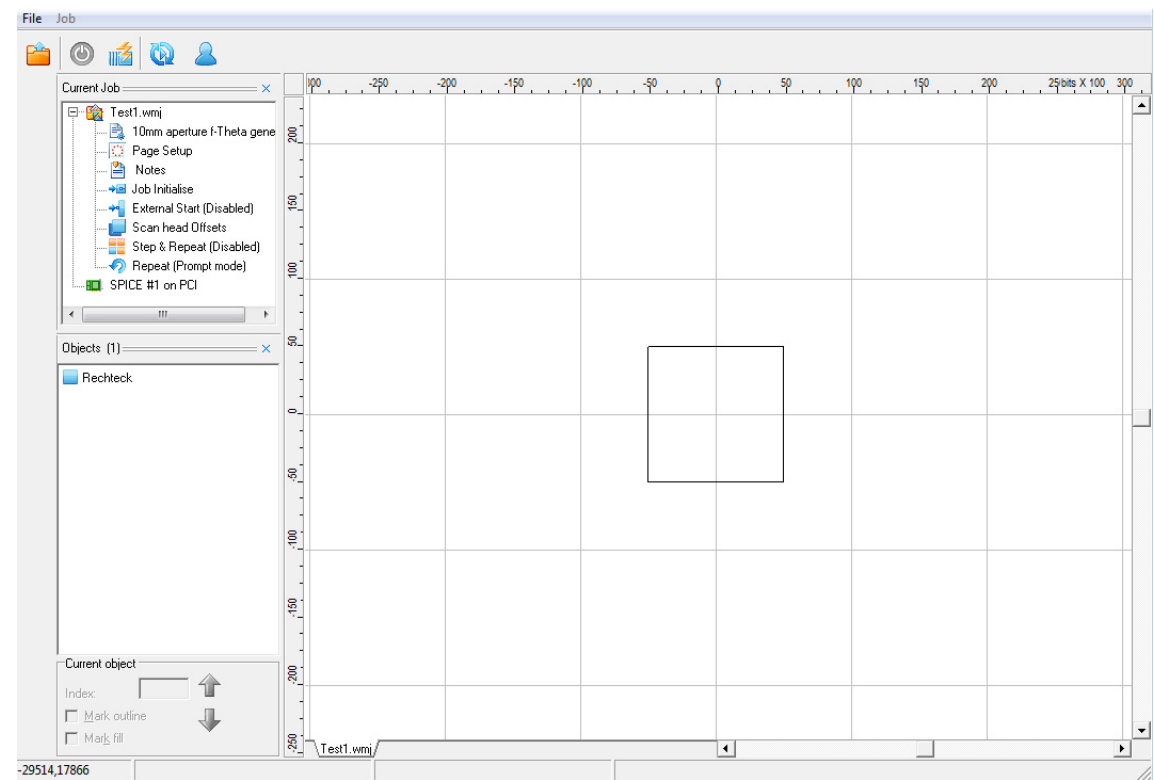 File Job
Current Job
Test1.wmj
10mm aperture f-Theta gene
Page Setup
Notes
Job Initialise
External Start (Disabled)
Scan head Offsets
Step & Repeat (Disabled)
Repeat (Prompt mode)
SPICE #1 on PCI
Objects (1)
Rechteck
Current object
Index:
Mark outline
Mark fill
-29514,17866
00 -250 -200 -150 -100 -50 0 50 100 150 200 25 bits X 100 300
200
150
100
50
0
-50
-100
-150
-200
-250
Test1.wmj